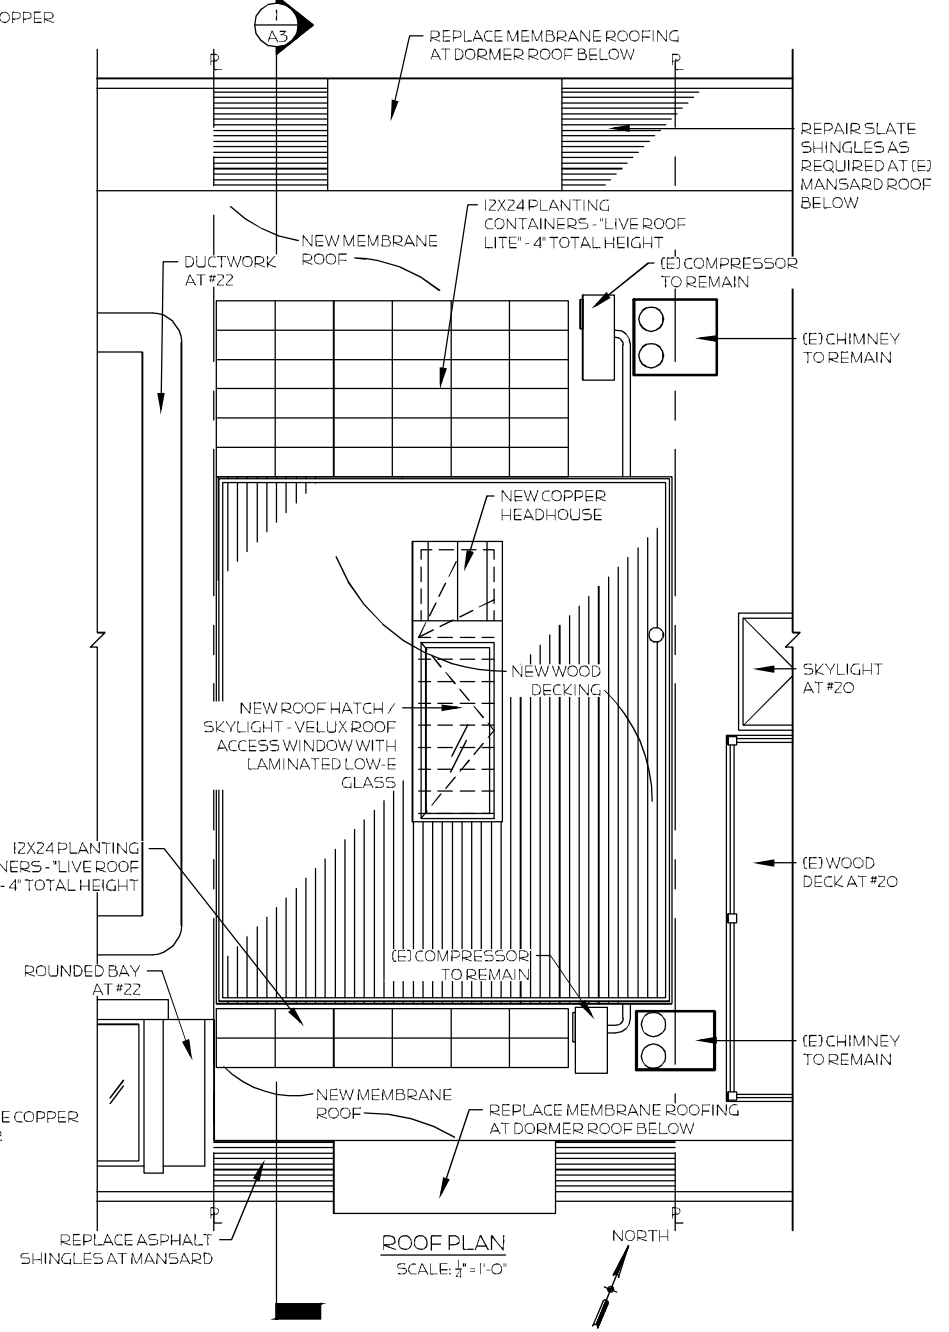 OPPER
1
A3
REPLACE MEMBRANE ROOFING
AT DORMER ROOF BELOW
PL
PL
REPAIR SLATE
SHINGLES AS
REQUIRED AT (E)
MANSARD ROOF
BELOW
12X24 PLANTING
CONTAINERS - "LIVE ROOF
LITE" - 4" TOTAL HEIGHT
NEW MEMBRANE
ROOF
DUCTWORK
AT #22
(E) COMPRESSOR
TO REMAIN
(E) CHIMNEY
TO REMAIN
NEW COPPER
HEADHOUSE
NEW WOOD
DECKING
SKYLIGHT
AT #20
NEW ROOF HATCH /
SKYLIGHT - VELUX ROOF
ACCESS WINDOW WITH
LAMINATED LOW-E
GLASS
12X24 PLANTING
NERS - "LIVE ROOF
- 4" TOTAL HEIGHT
(E) WOOD
DECK AT #20
(E) COMPRESSOR
TO REMAIN
ROUNDED BAY
AT #22
(E) CHIMNEY
TO REMAIN
NEW MEMBRANE
ROOF
REPLACE MEMBRANE ROOFING
AT DORMER ROOF BELOW
E COPPER
R
PL
PL
REPLACE ASPHALT
SHINGLES AT MANSARD
ROOF PLAN
SCALE: 1/4" = 1'-0"
NORTH